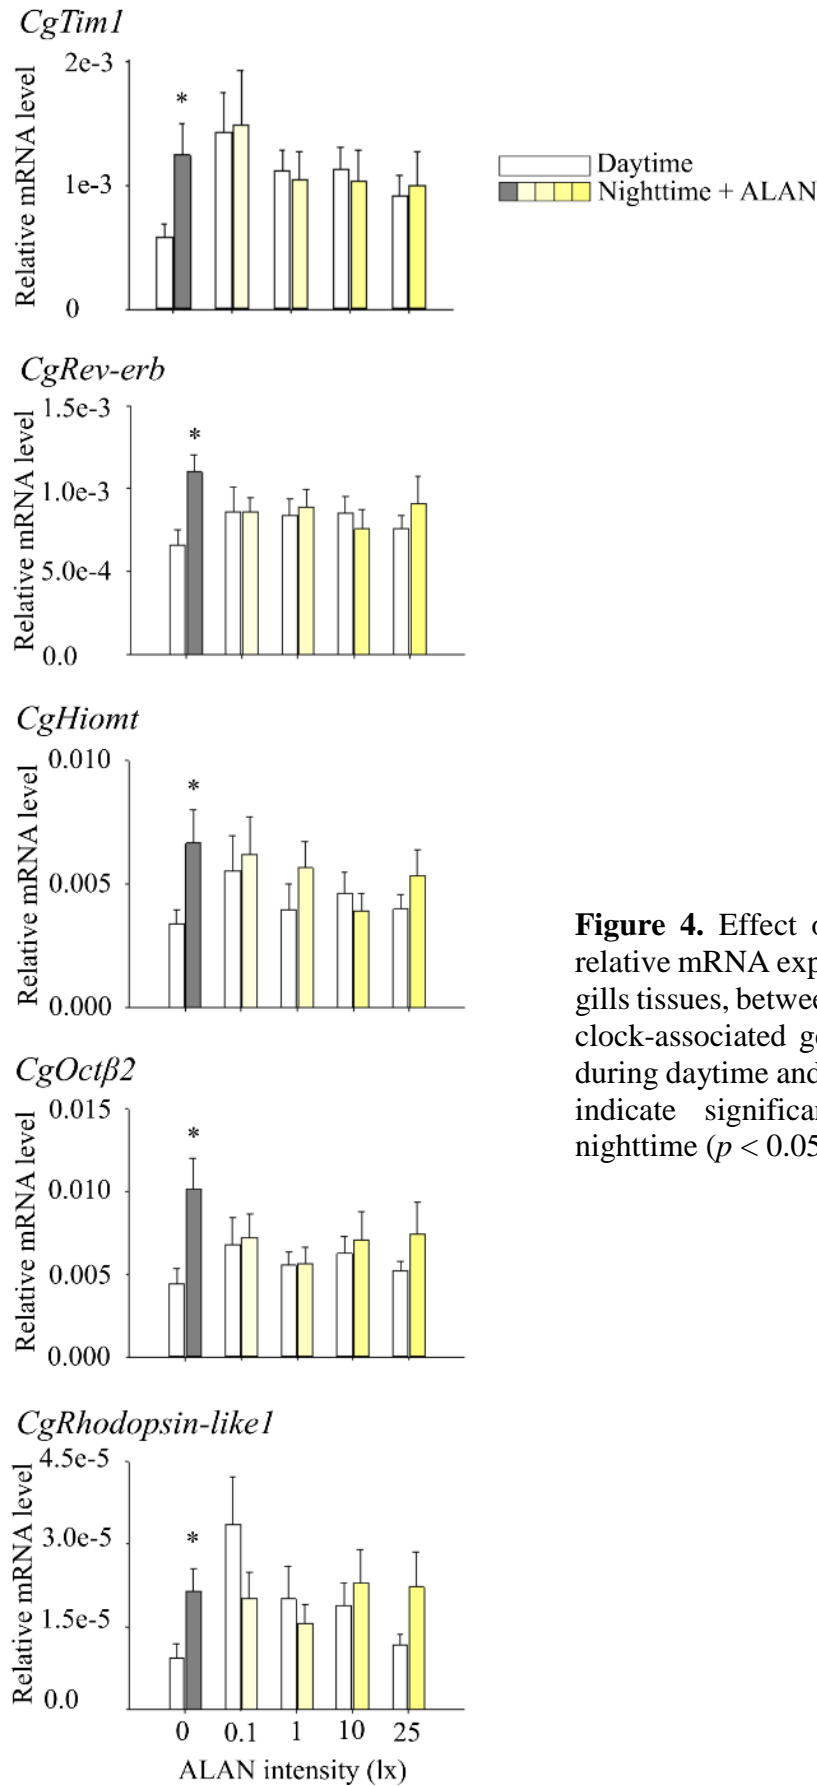 CgTim1
Relative mRNA level
2e-3
1e-3
0
*
Daytime
Nighttime + ALAN
CgRev-erb
Relative mRNA level
1.5e-3
1.0e-3
5.0e-4
0.0
*
CgHiomt
Relative mRNA level
0.010
0.005
0.000
*
CgOctβ2
Relative mRNA level
0.015
0.010
0.005
0.000
*
CgRhodopsin-like1
Relative mRNA level
4.5e-5
3.0e-5
1.5e-5
0.0
*
0 0.1 1 10 25
ALAN intensity (lx)
Figure 4. Effect
relative mRNA
gills tissues,
clock-associated
during daytime and
indicate
nighttime (p < 0.05